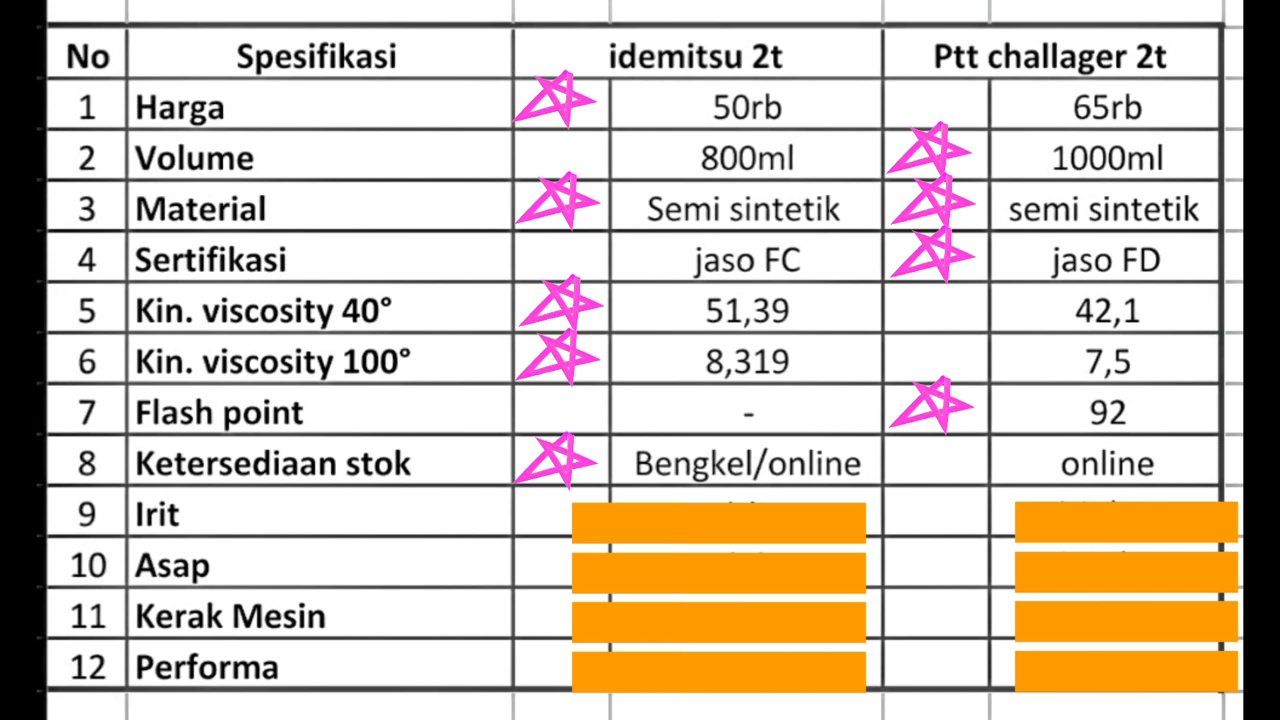 No Spesifikasi idemitsu 2t Ptt challager 2t
1 Harga 50rb 65rb
2 Volume 800ml 1000ml
3 Material Semi sintetik semi sintetik
4 Sertifikasi jaso FC jaso FD
5 Kin. viscosity 40° 51,39 42,1
6 Kin. viscosity 100° 8,319 7,5
7 Flash point - 92
8 Ketersediaan stok Bengkel/online online
9 Irit
10 Asap
11 Kerak Mesin
12 Performa